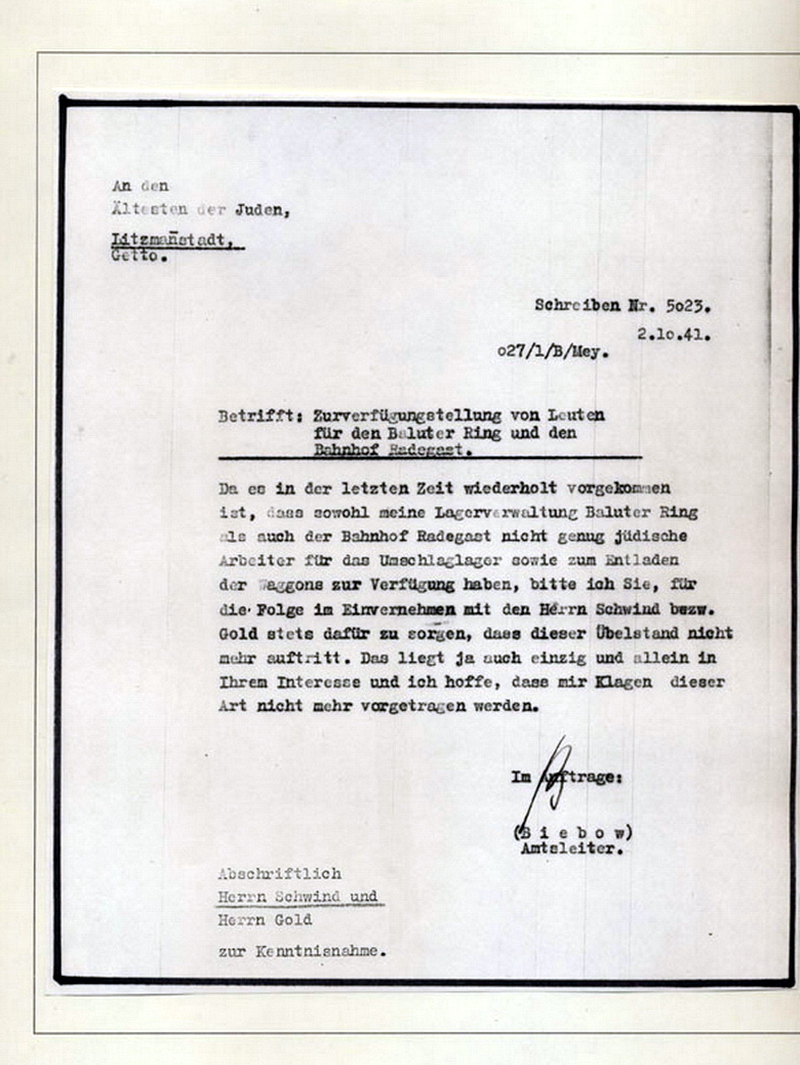 An den
Ältesten der Juden,
Litzman̄stadt,
Getto.
Schreiben Nr. 5o23.
2.1o.41.
o27/1/B/Mey.
Betrifft: Zurverfügungstellung von Leuten
für den Baluter Ring und den
Bahnhof Radegast.
Da es in der letzten Zeit wiederholt vorgekommen
ist, dass sowohl meine Lagerverwaltung Baluter Ring
als auch der Bahnhof Radegast nicht genug jüdische
Arbeiter für das Umschlaglager sowie zum Entladen
der Waggons zur Verfügung haben, bitte ich Sie, für
die Folge im Einvernehmen mit den Herrn Schwind bezw.
Gold stets dafür zu sorgen, dass dieser Übelstand nicht
mehr auftritt. Das liegt ja auch einzig und allein in
Ihrem Interesse und ich hoffe, dass mir Klagen dieser
Art nicht mehr vorgetragen werden.
Im Auftrage:
(B i e b o w)
Amtsleiter.
Abschriftlich
Herrn Schwind und
Herrn Gold
zur Kenntnisnahme.